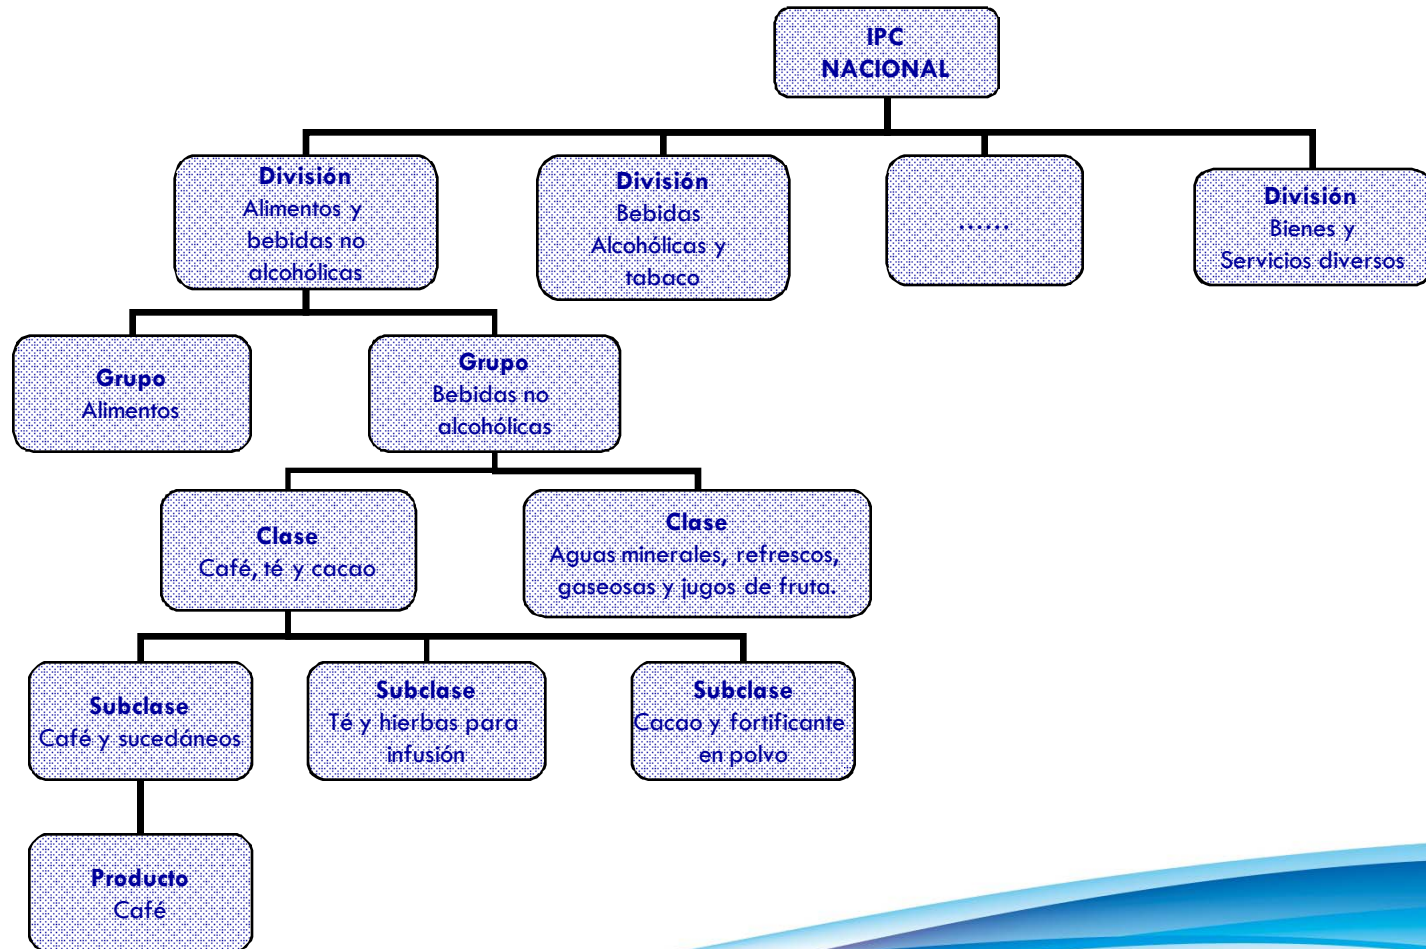 IPC
NACIONAL
División
Alimentos y
bebidas no
alcohólicas
División
Bebidas
Alcohólicas y
tabaco
......
División
Bienes y
Servicios diversos
Grupo
Alimentos
Grupo
Bebidas no
alcohólicas
Clase
Café, té y cacao
Clase
Aguas minerales, refrescos,
gaseosas y jugos de fruta.
Subclase
Café y sucedáneos
Subclase
Té y hierbas para
infusión
Subclase
Cacao y fortificante
en polvo
Producto
Café